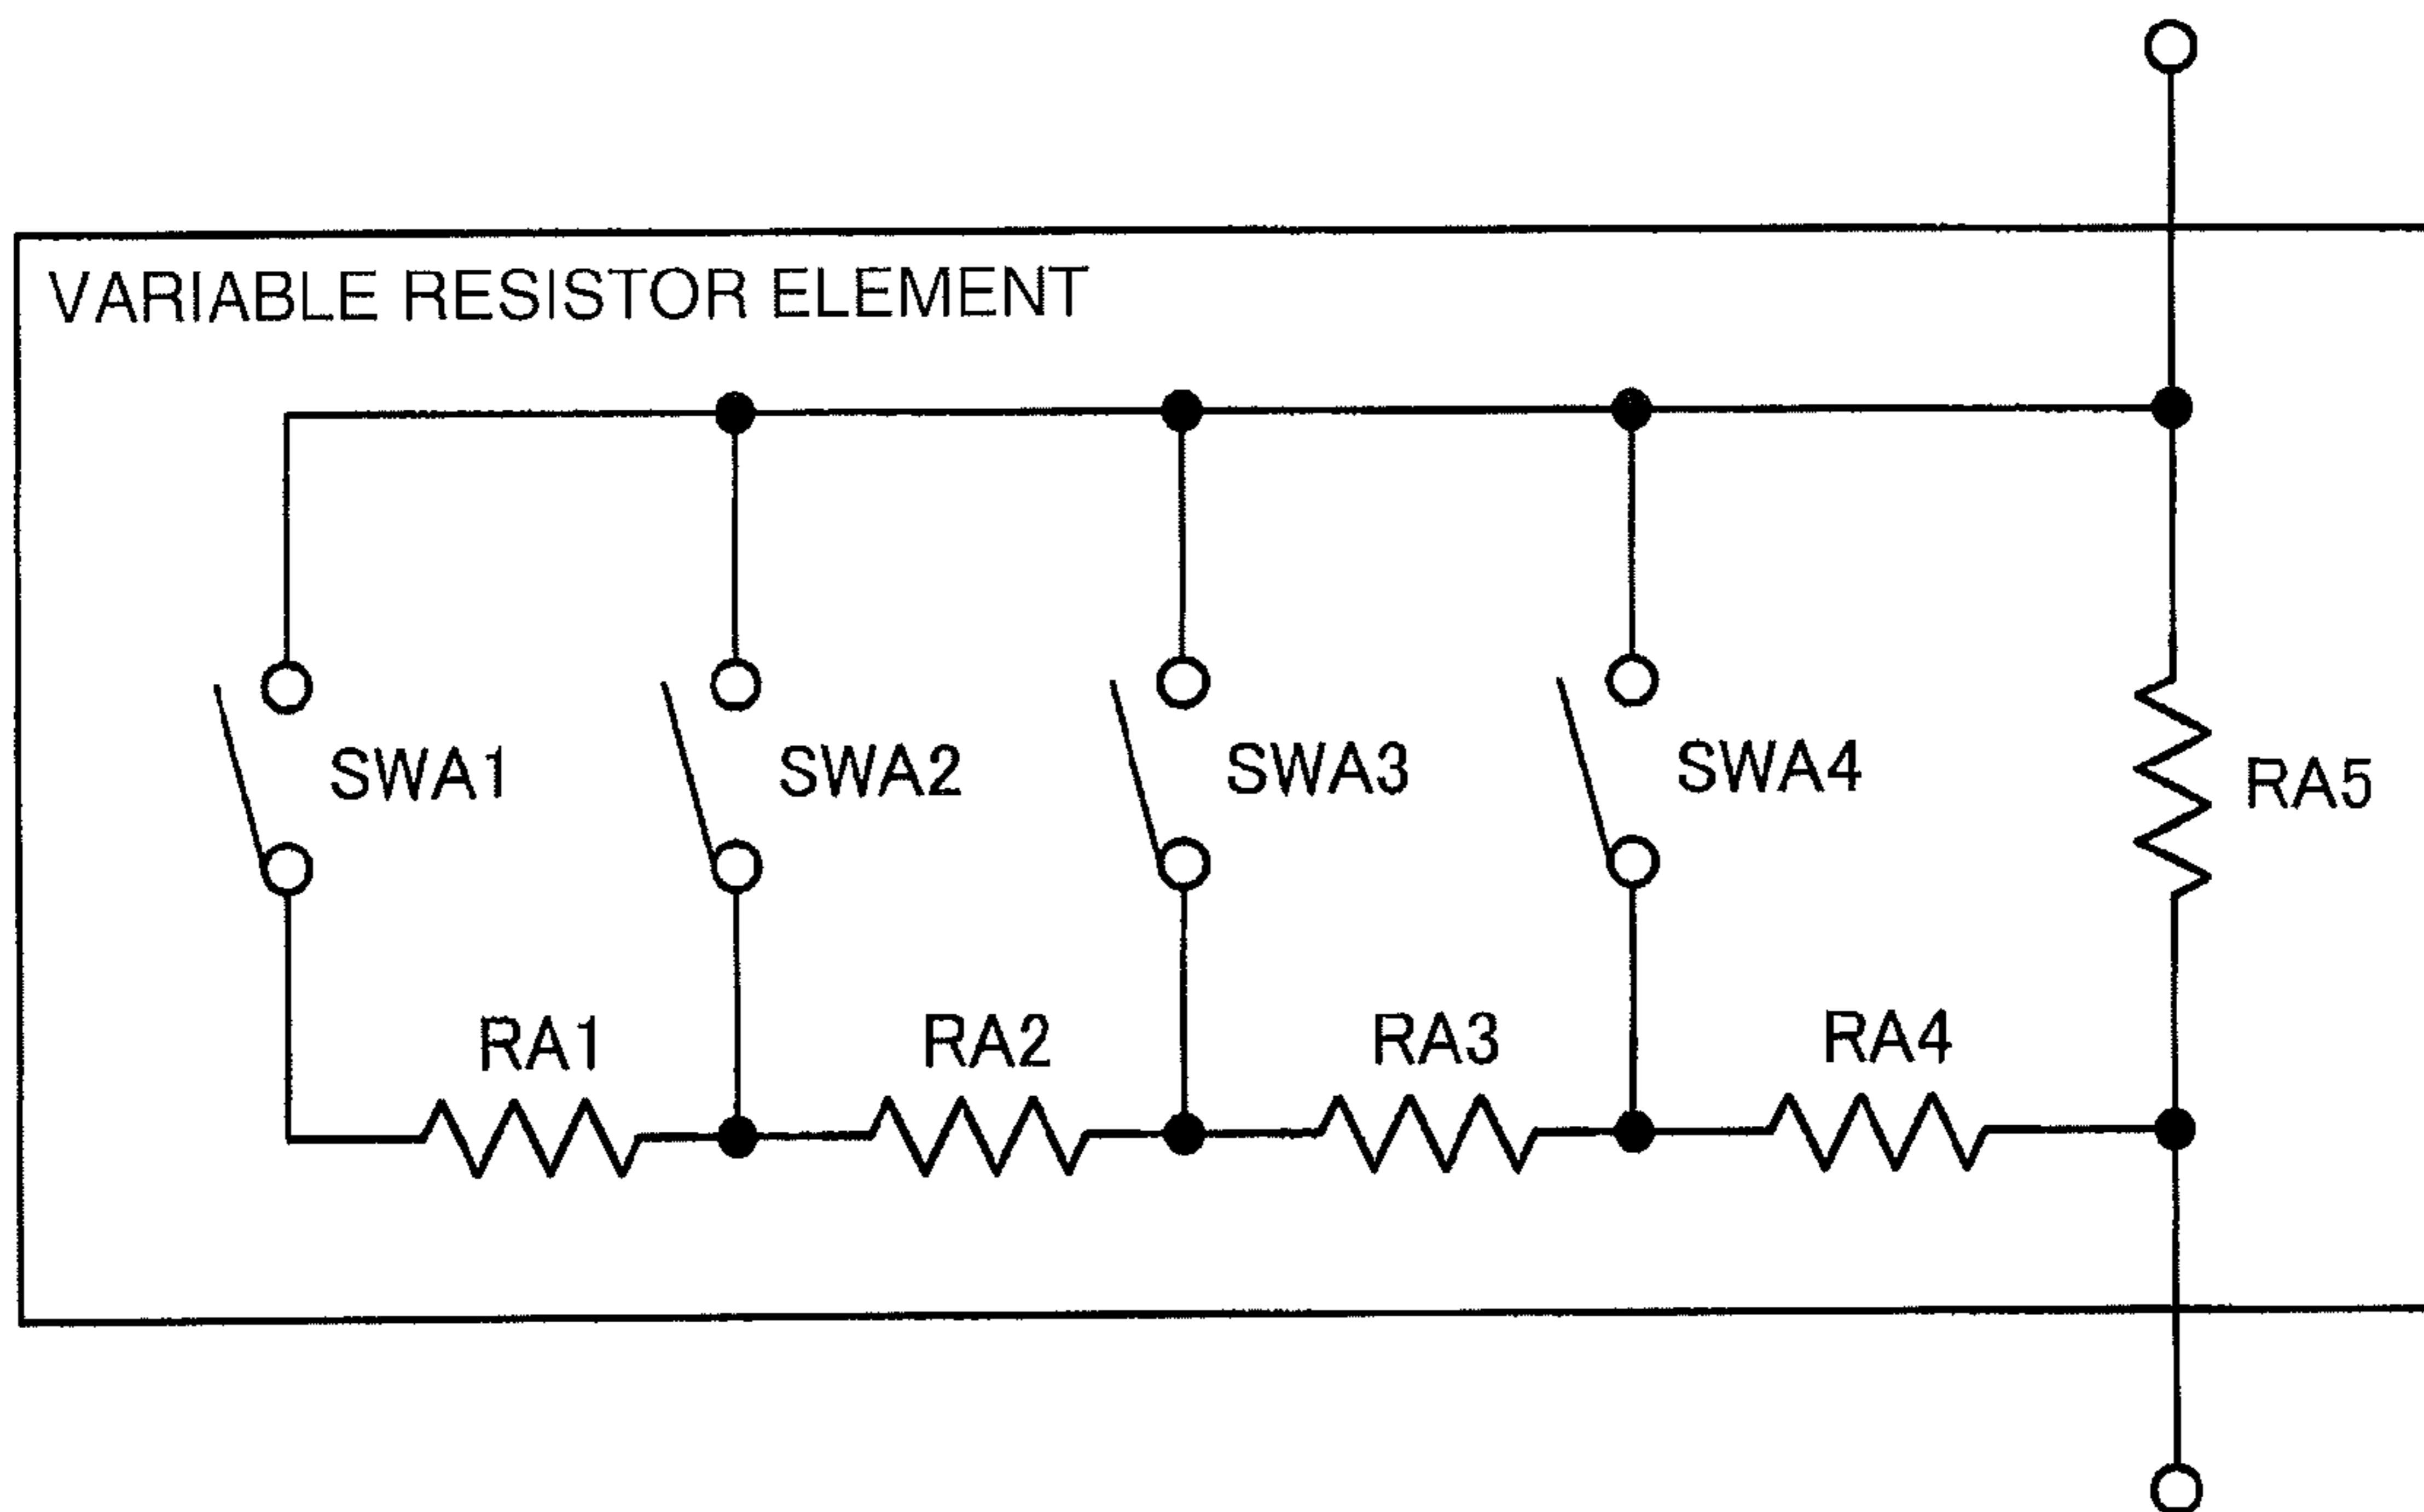 VARIABLE RESISTOR ELEMENT
SWA1
SWA2
SWA3
SWA4
RA5
RA1
RA2
RA3
RA4